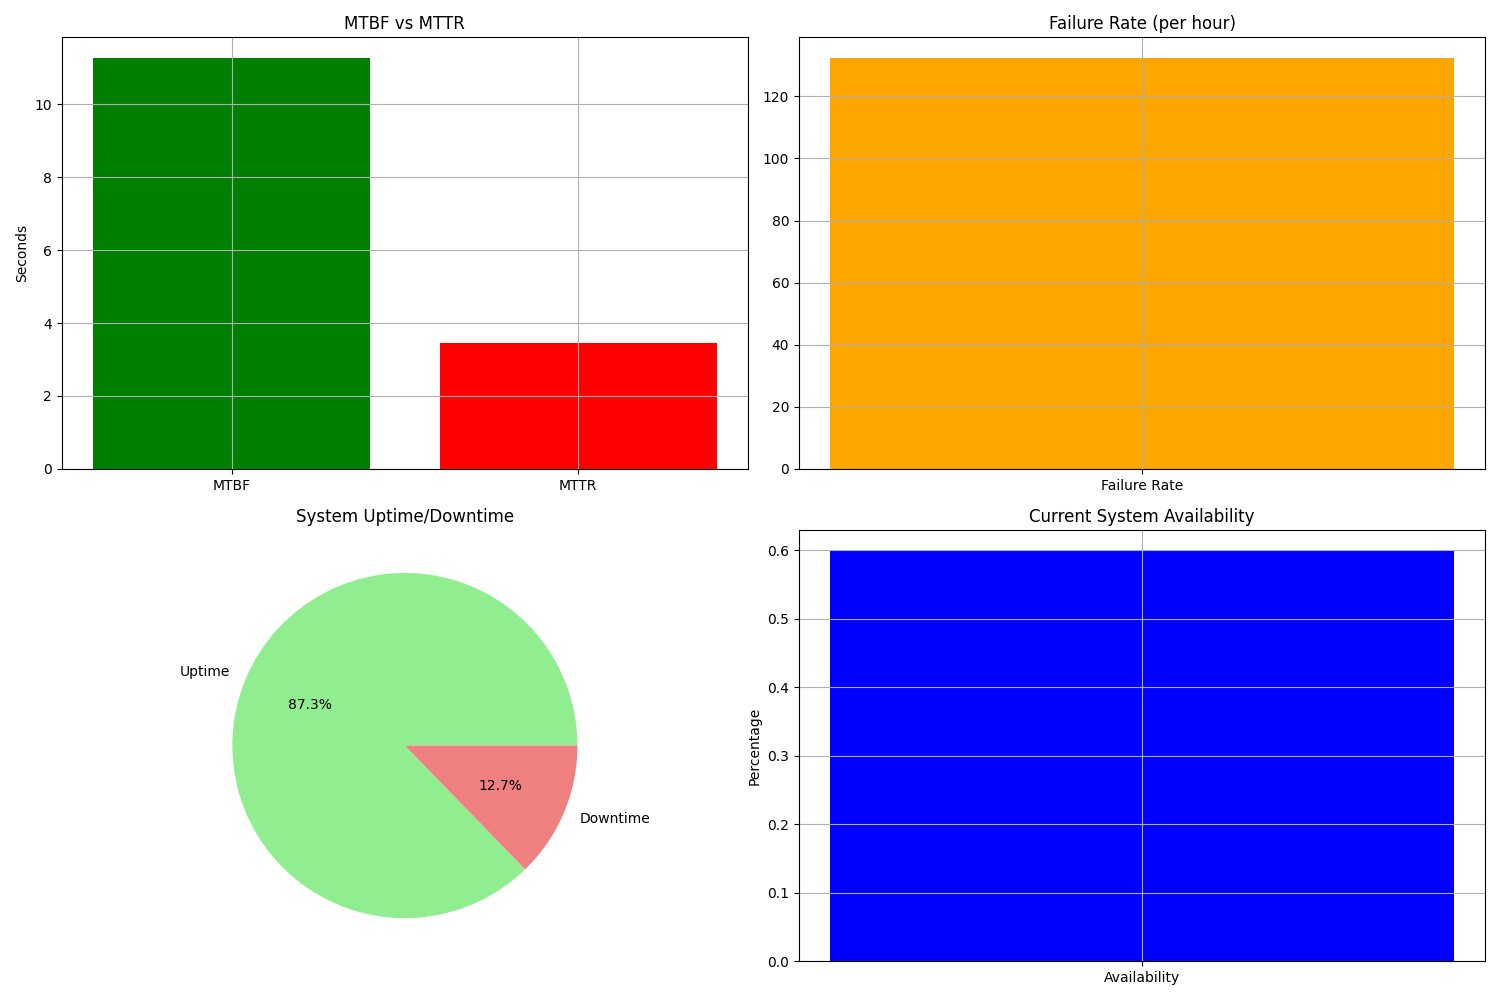 MTBF vs MTTR
Seconds
10
8
6
4
2
0
MTBF
MTTR
Failure Rate (per hour)
120
100
80
60
40
20
0
Failure Rate
System Uptime/Downtime
Uptime
87.3%
12.7%
Downtime
Current System Availability
Percentage
0.6
0.5
0.4
0.3
0.2
0.1
0.0
Availability